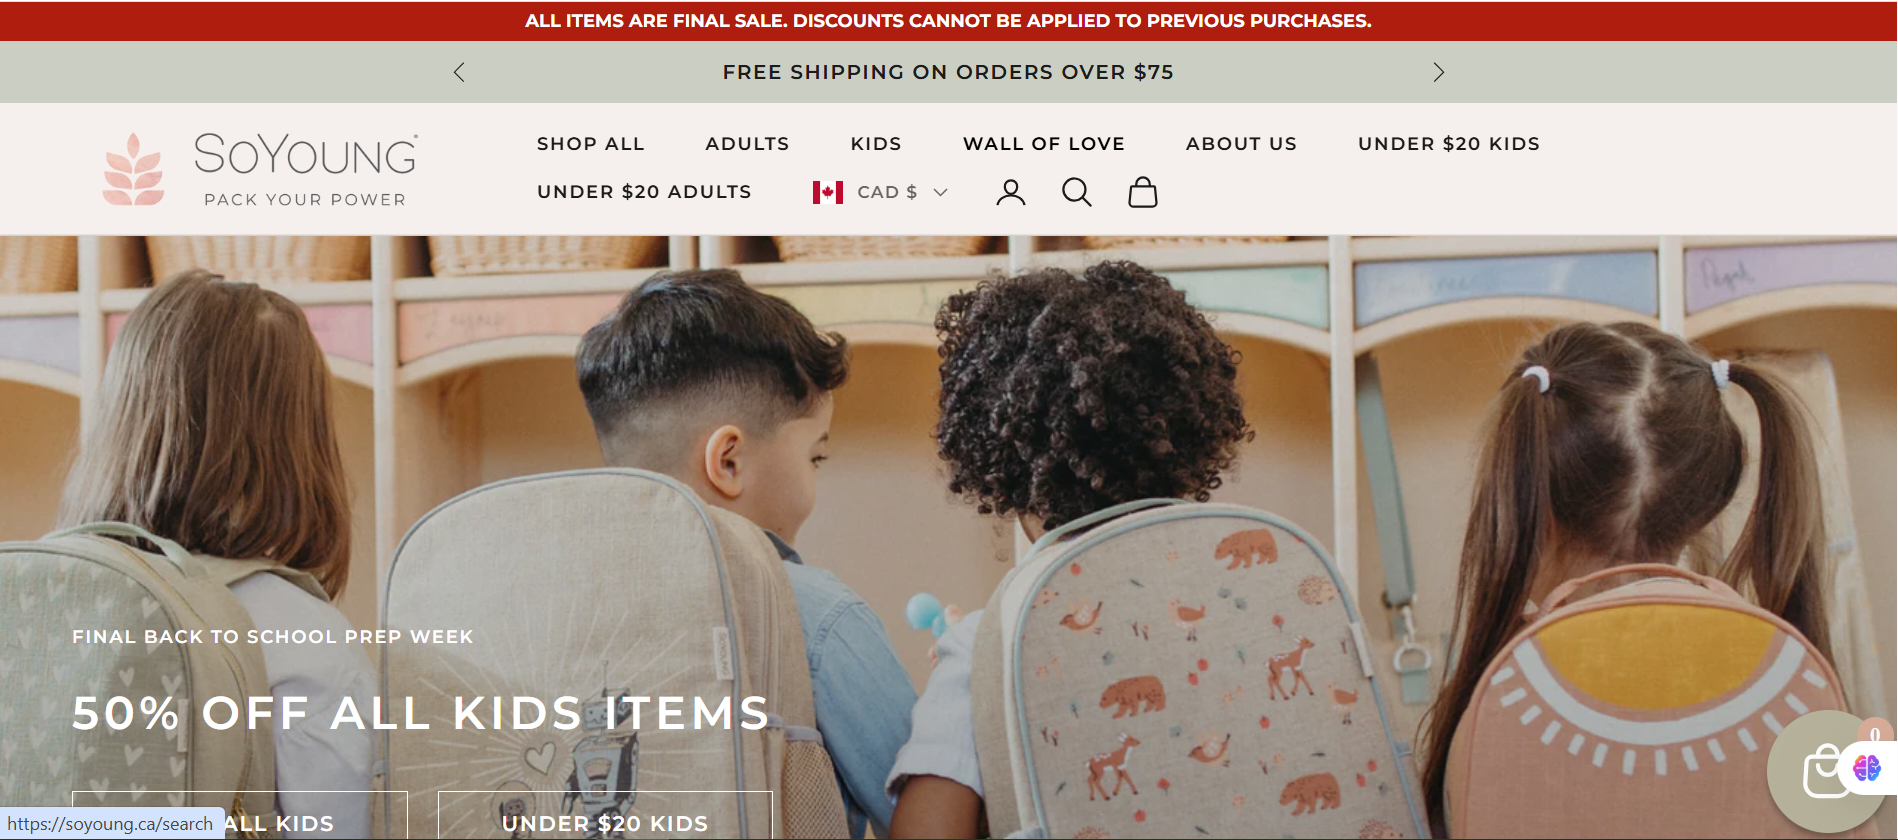 ALL ITEMS ARE FINAL SALE. DISCOUNTS CANNOT BE APPLIED TO PREVIOUS PURCHASES.
FREE SHIPPING ON ORDERS OVER $75
SOYOUNG
PACK YOUR POWER
SHOP ALL ADULTS KIDS WALL OF LOVE ABOUT US UNDER $20 KIDS
UNDER $20 ADULTS CAD $
FINAL BACK TO SCHOOL PREP WEEK
50% OFF ALL KIDS ITEMS
0
ALL KIDS UNDER $20 KIDS
https://soyoung.ca/search